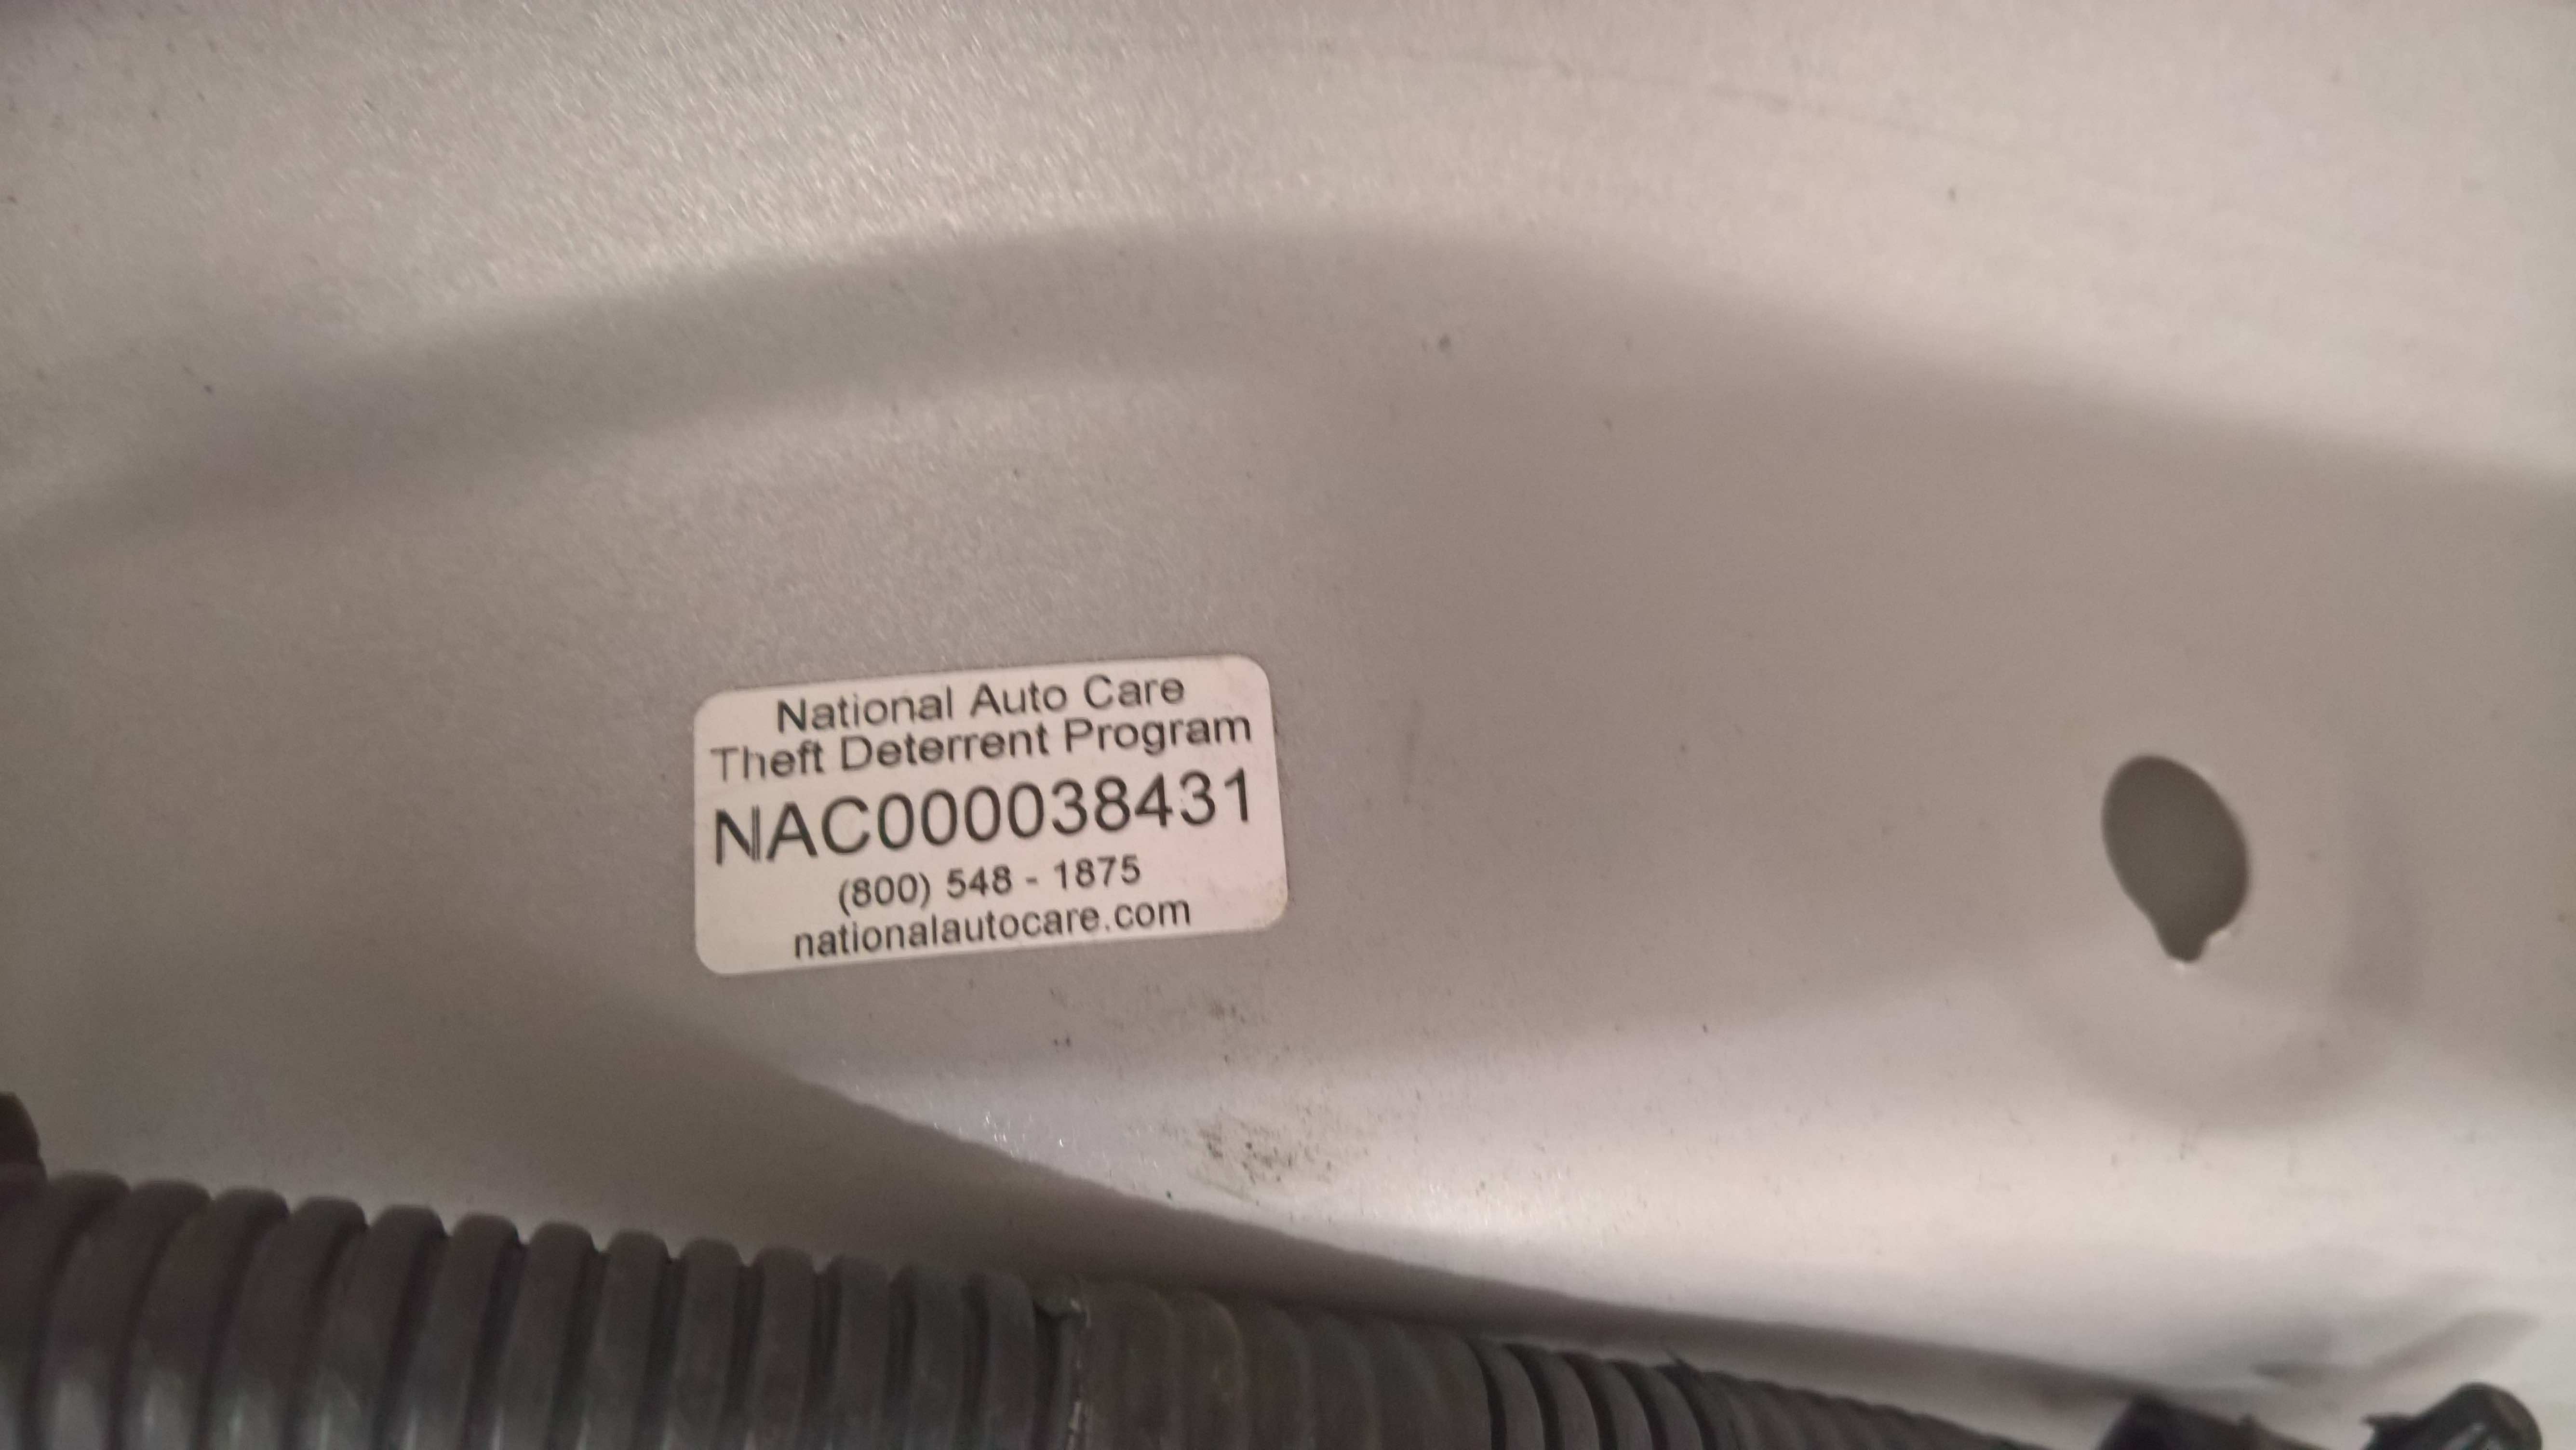 National Auto Care
Theft Deterrent Program
NAC000038431
(800) 548 - 1875
nationalautocare.com